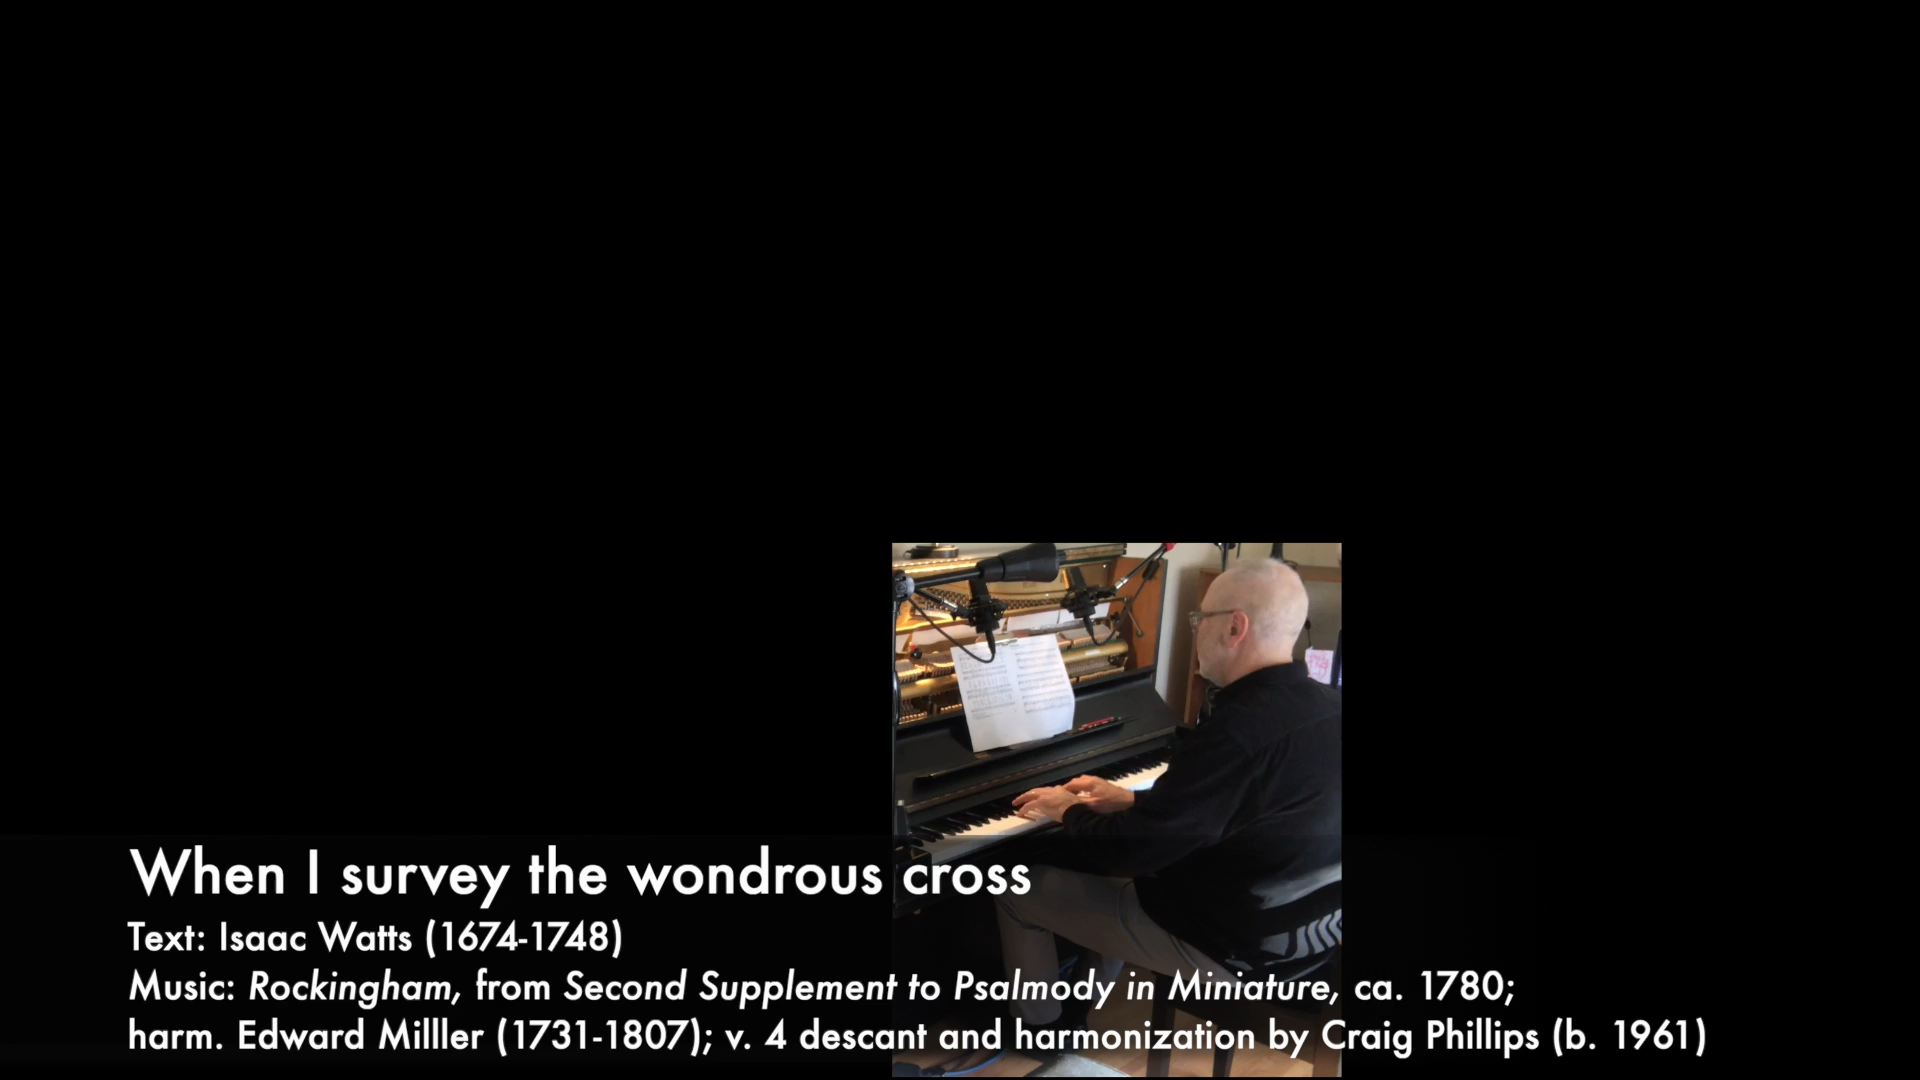 When I survey the wondrous cross
Text: Isaac Watts (1674-1748)
Music: Rockingham, from Second Supplement to Psalmody in Miniature, ca. 1780;
harm. Edward Milller (1731-1807); v. 4 descant and harmonization by Craig Phillips (b. 1961)